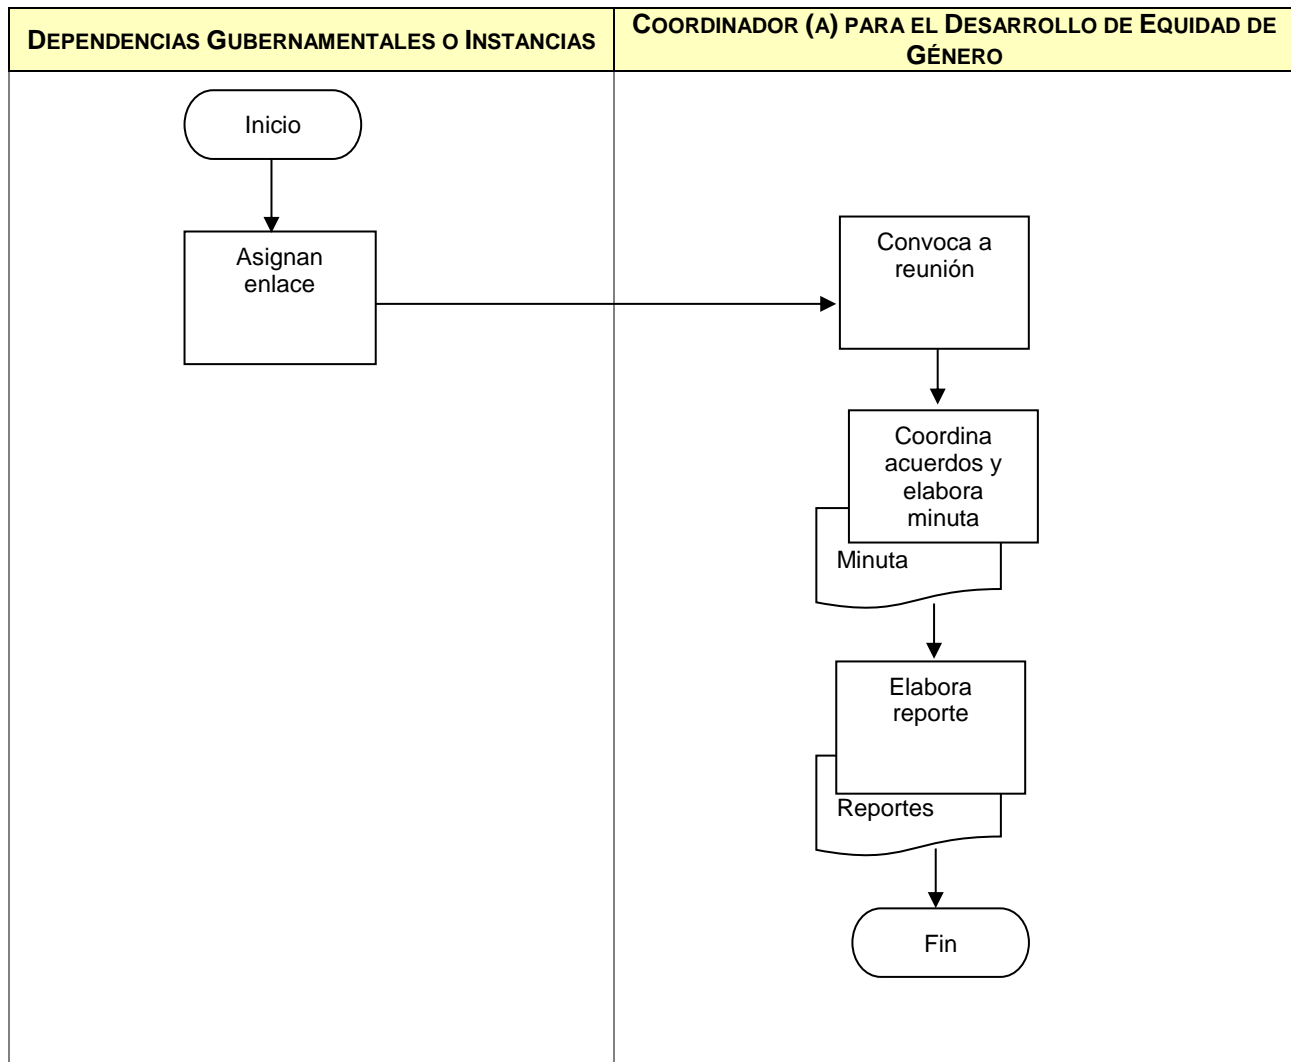 DEPENDENCIAS GUBERNAMENTALES O INSTANCIAS
COORDINADOR (A) PARA EL DESARROLLO DE EQUIDAD DE
GÉNERO
Inicio
Asignan
enlace
Convoca a
reunión
Coordina
acuerdos y
elabora
minuta
Minuta
Elabora
reporte
Reportes
Fin